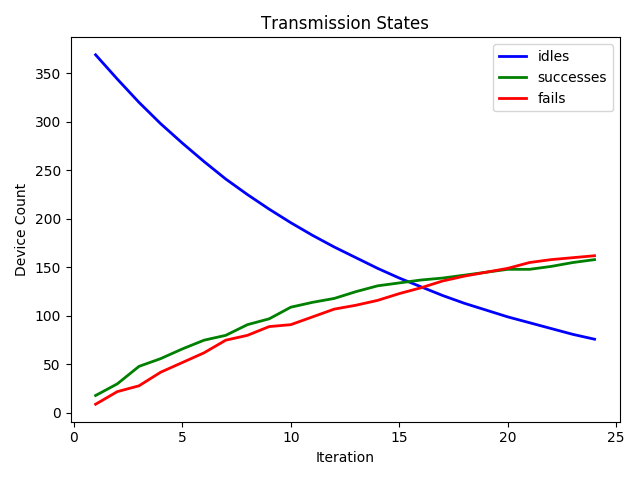 Transmission States
idles
successes
fails
Device Count
350
300
250
200
150
100
50
0
0 5 10 15 20 25
Iteration